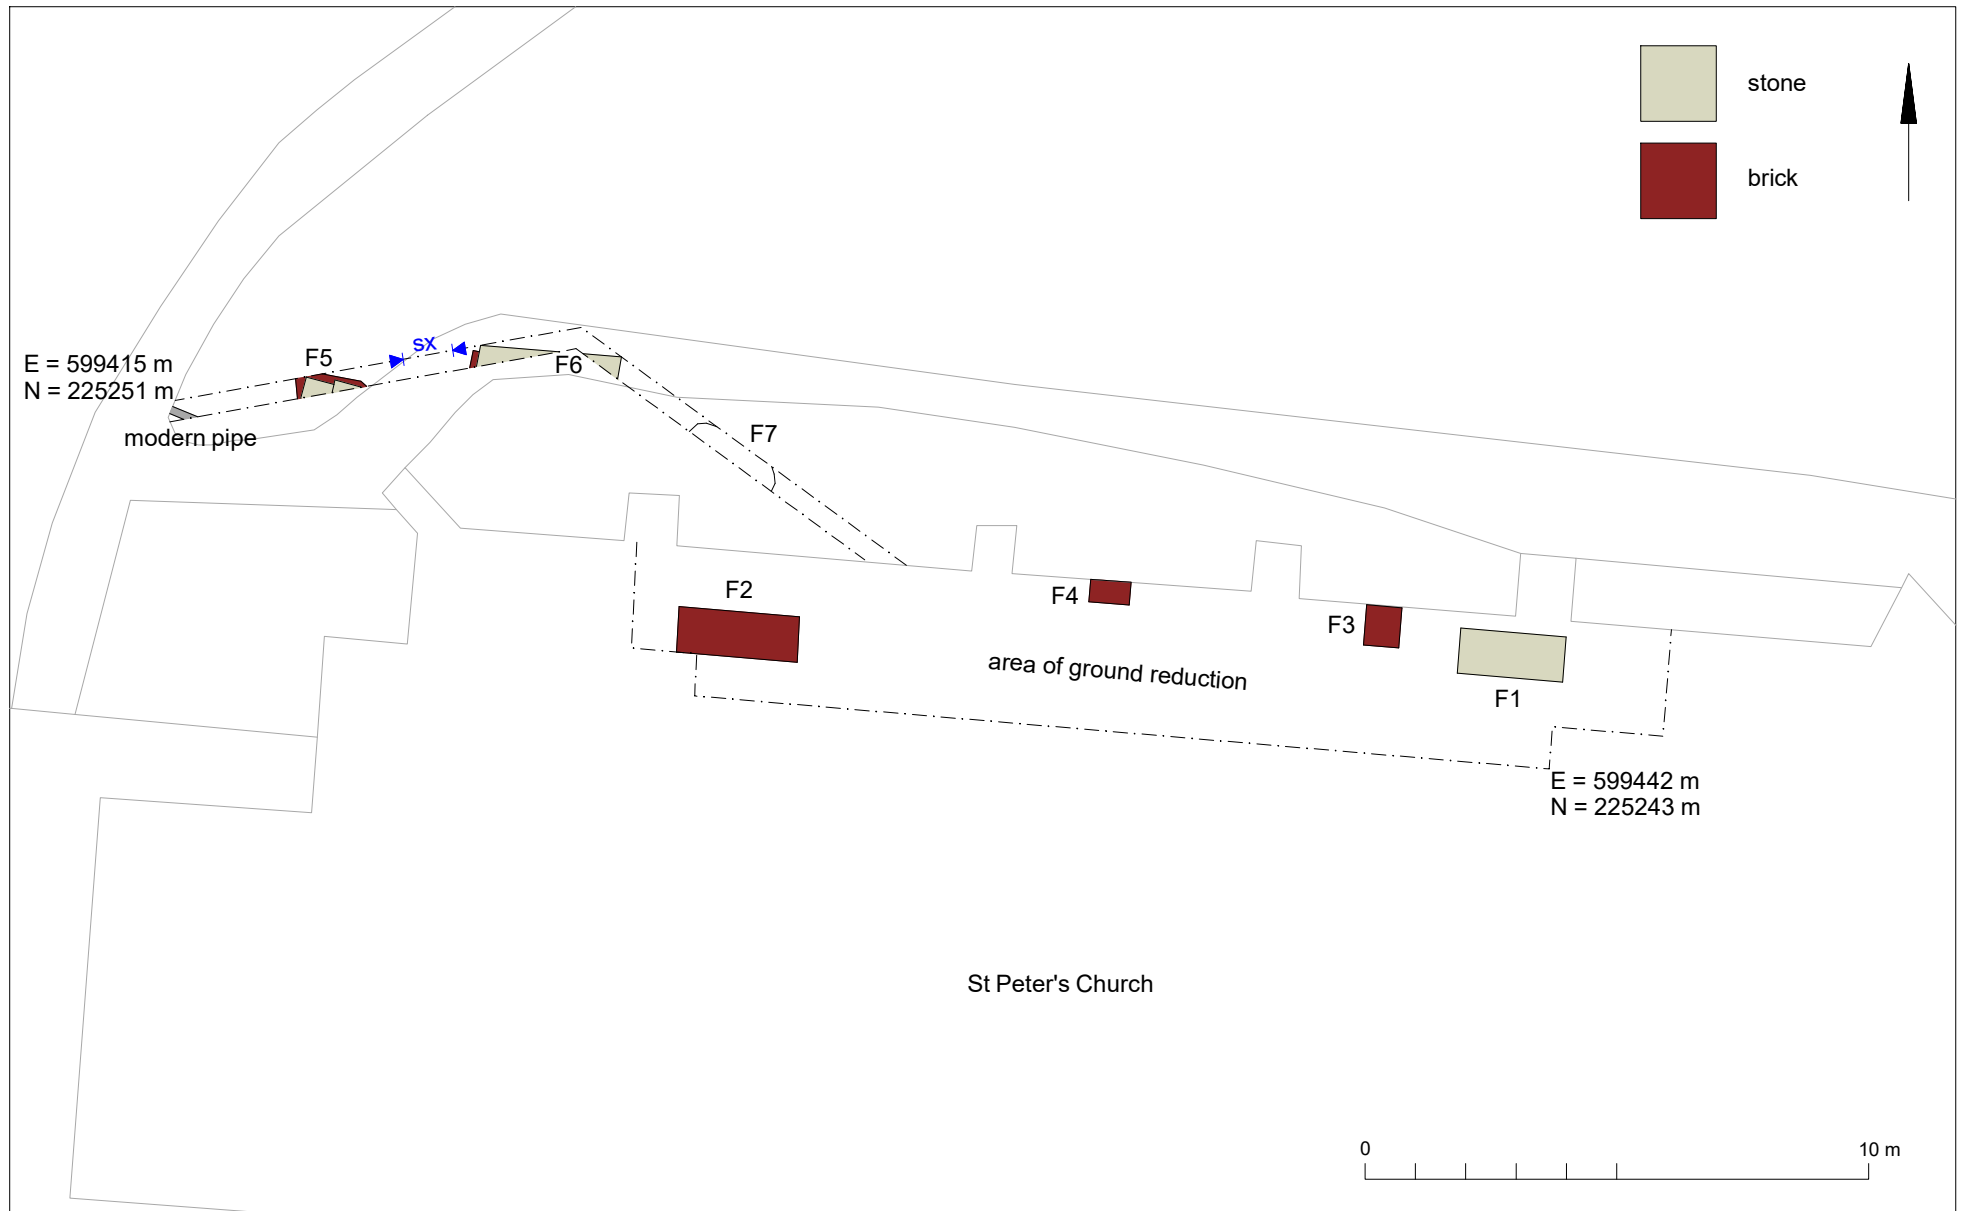 stone
brick
sx
E = 599415 m
N = 225251 m
F5
F6
modern pipe
F7
F2
F4
F3
area of ground reduction
F1
E = 599442 m
N = 225243 m
St Peter's Church
0
10 m